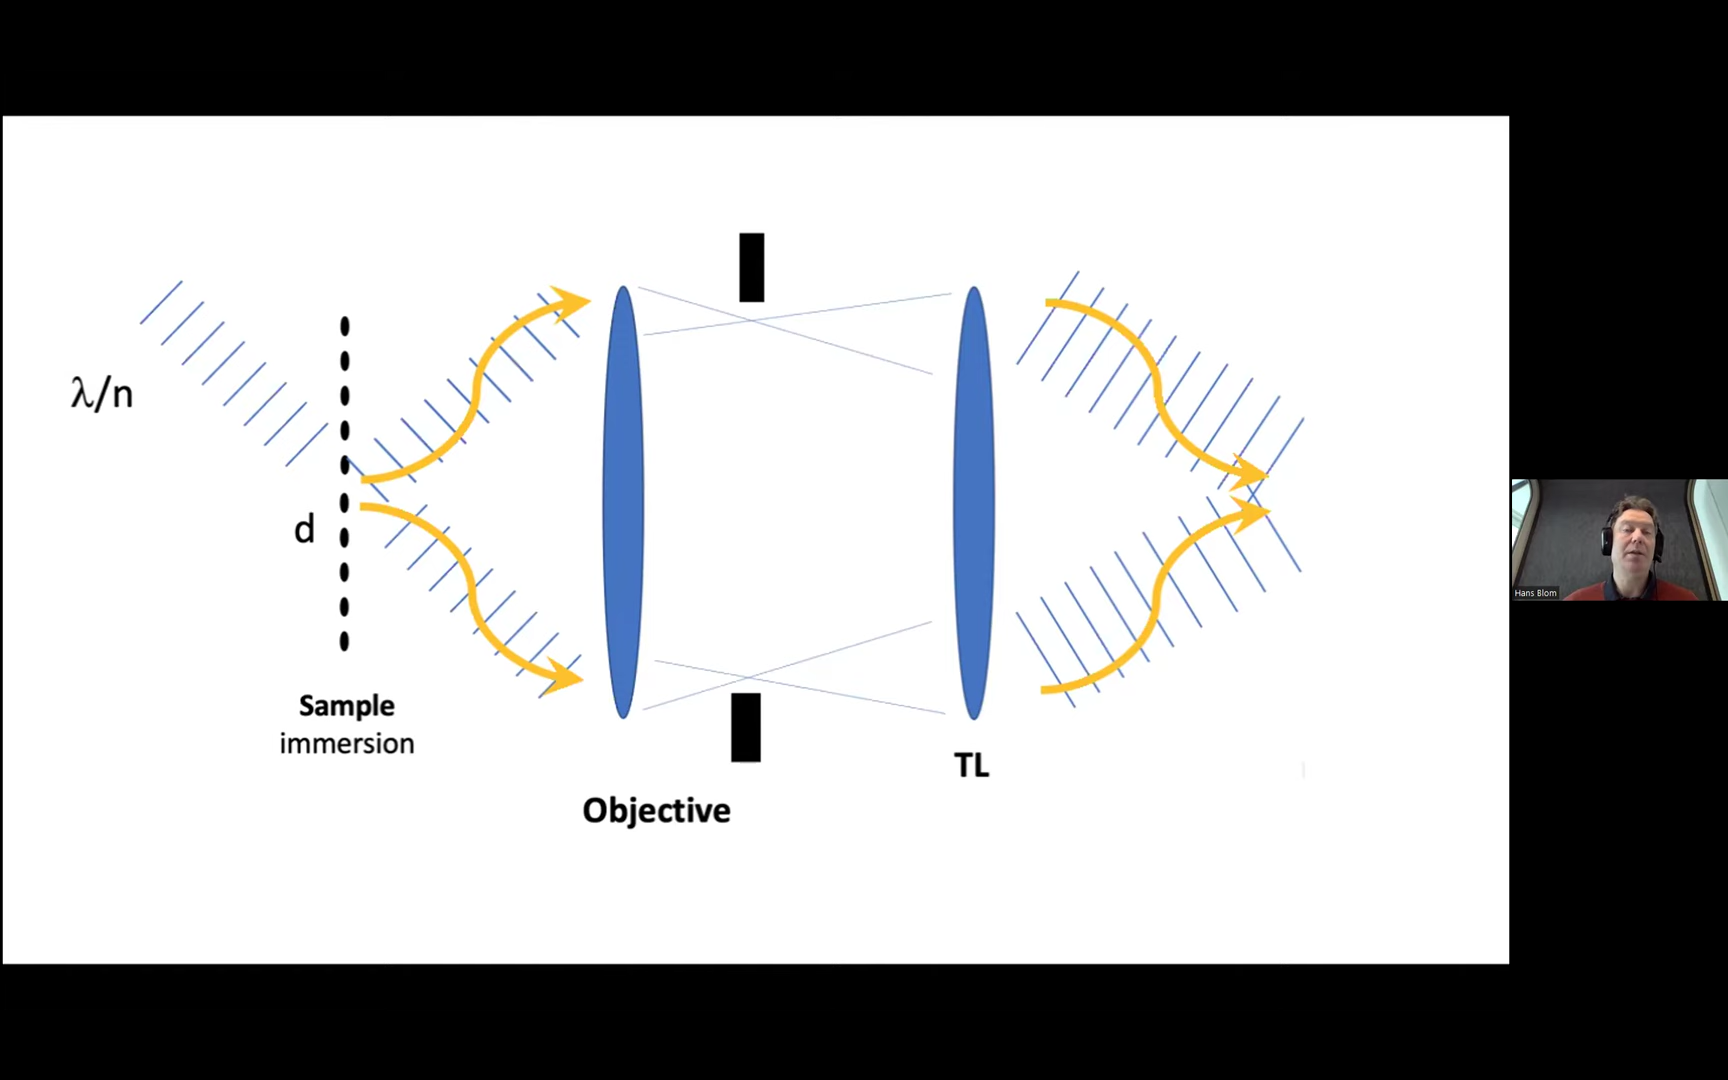 λ/n
d
Sample
immersion
Objective
TL
Hans Blom